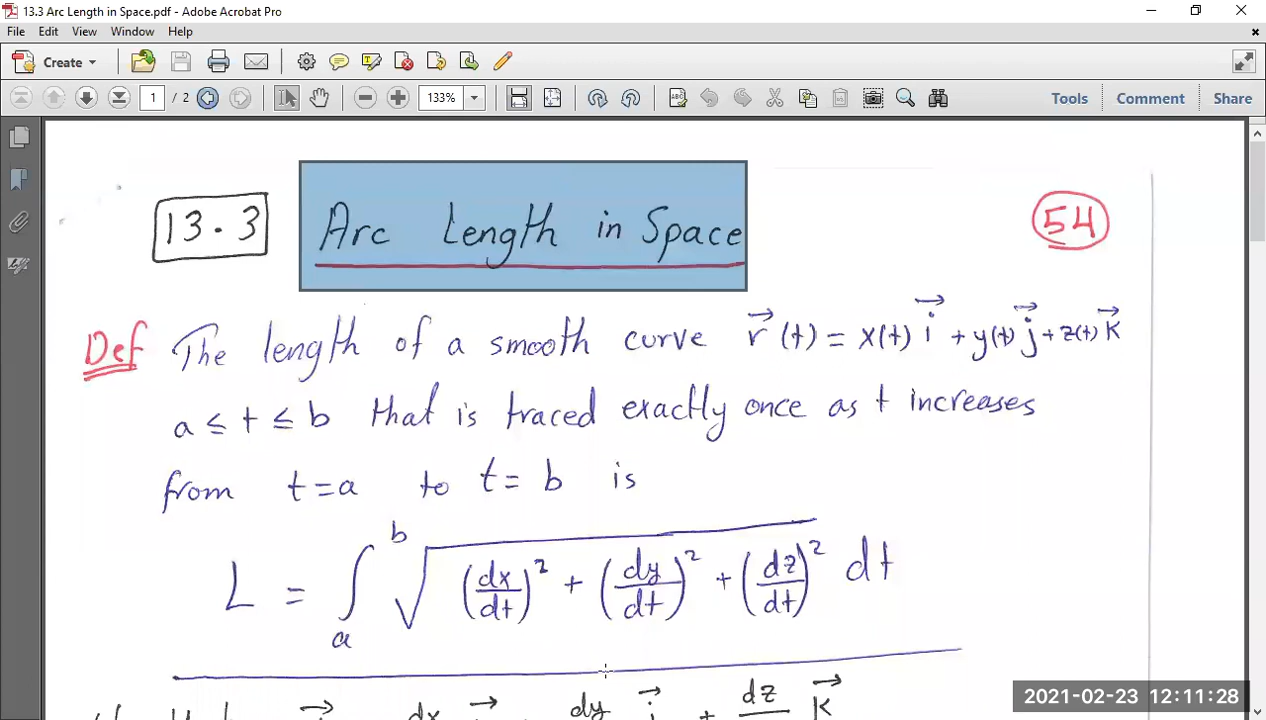 13.3 Arc Length in Space.pdf - Adobe Acrobat Pro
File Edit View Window Help
Create
1 / 2 133% Tools Comment Share
13.3 Arc Length in Space 54
Def The length of a smooth curve r⃗(t) = x(t) i⃗ + y(t) j⃗ + z(t) k⃗
a ≤ t ≤ b that is traced exactly once as t increases
from t=a to t=b is
L = ∫_a^b √((dx/dt)² + (dy/dt)² + (dz/dt)²) dt
dx dy j⃗ + dz k⃗
2021-02-23 12:11:28